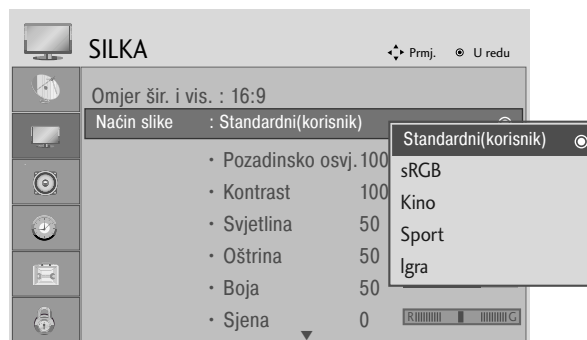 SILKA
Prmj. U redu
Omjer šir. i vis. : 16:9
Naćin slike : Standardni(korisnik)
• Pozadinsko osvj. 100
• Kontrast 100
• Svjetlina 50
• Oštrina 50
• Boja 50
• Sjena 0
R G
Standardni(korisnik)
sRGB
Kino
Sport
Igra